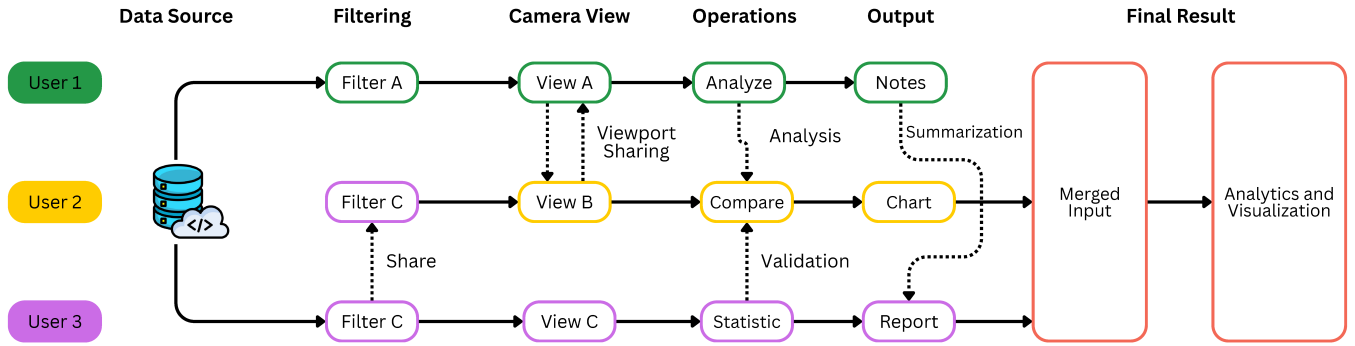 Data Source Filtering Camera View Operations Output Final Result
User 1 Filter A View A Analyze Notes
Viewport
Sharing
Analysis
Summarization
User 2 Filter C View B Compare Chart
Merged
Input
Analytics and
Visualization
</>
Share
Validation
User 3 Filter C View C Statistic Report